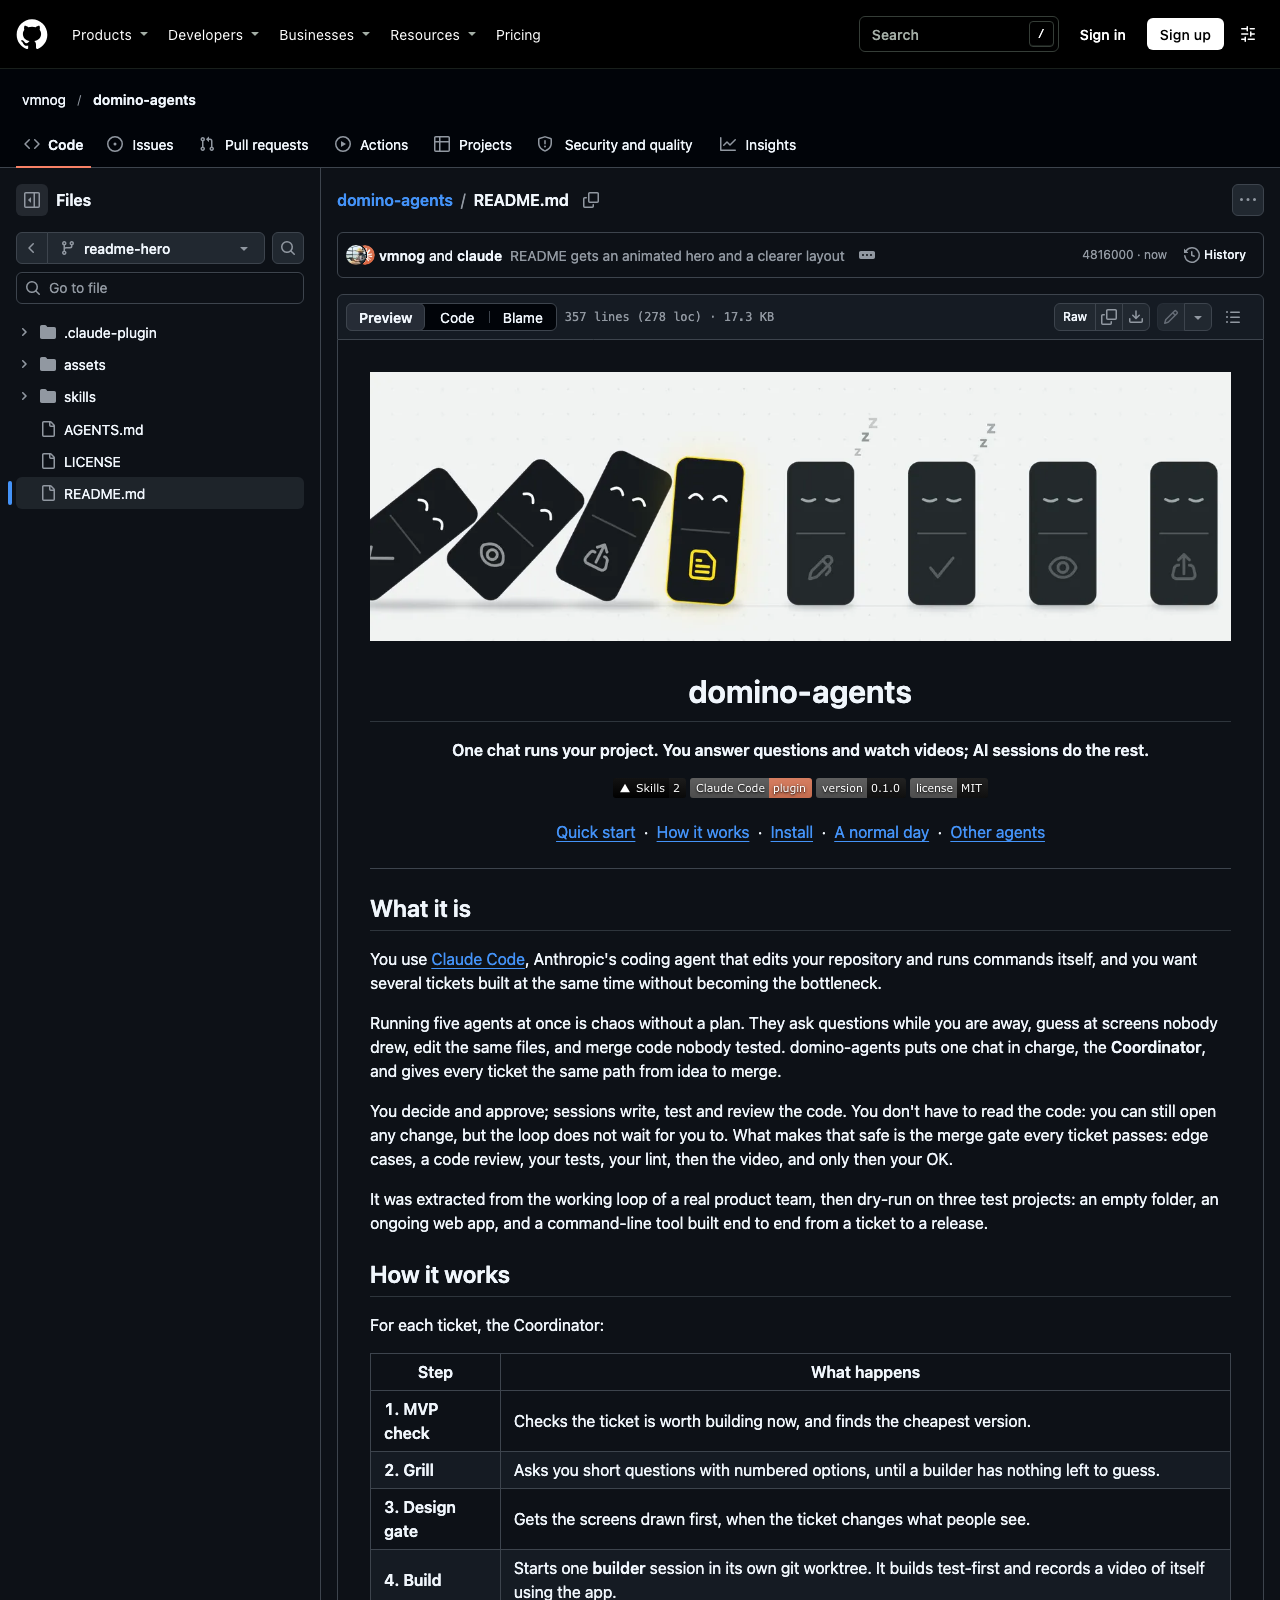 Products Developers Businesses Resources Pricing Search / Sign in Sign up
vmnog / domino-agents
Code Issues Pull requests Actions Projects Security and quality Insights
Files
readme-hero
Go to file
.claude-plugin
assets
skills
AGENTS.md
LICENSE
README.md
domino-agents / README.md
vmnog and claude README gets an animated hero and a clearer layout 4816000 · now History
Preview Code Blame 357 lines (278 loc) · 17.3 KB Raw
z z z
z z z
domino-agents
One chat runs your project. You answer questions and watch videos; AI sessions do the rest.
Skills 2 Claude Code plugin version 0.1.0 license MIT
Quick start · How it works · Install · A normal day · Other agents
What it is
You use Claude Code, Anthropic's coding agent that edits your repository and runs commands itself, and you want
several tickets built at the same time without becoming the bottleneck.
Running five agents at once is chaos without a plan. They ask questions while you are away, guess at screens nobody
drew, edit the same files, and merge code nobody tested. domino-agents puts one chat in charge, the Coordinator,
and gives every ticket the same path from idea to merge.
You decide and approve; sessions write, test and review the code. You don't have to read the code: you can still open
any change, but the loop does not wait for you to. What makes that safe is the merge gate every ticket passes: edge
cases, a code review, your tests, your lint, then the video, and only then your OK.
It was extracted from the working loop of a real product team, then dry-run on three test projects: an empty folder, an
ongoing web app, and a command-line tool built end to end from a ticket to a release.
How it works
For each ticket, the Coordinator:
Step What happens
1. MVP
check
Checks the ticket is worth building now, and finds the cheapest version.
2. Grill Asks you short questions with numbered options, until a builder has nothing left to guess.
3. Design
gate
Gets the screens drawn first, when the ticket changes what people see.
4. Build
Starts one builder session in its own git worktree. It builds test-first and records a video of itself
using the app.